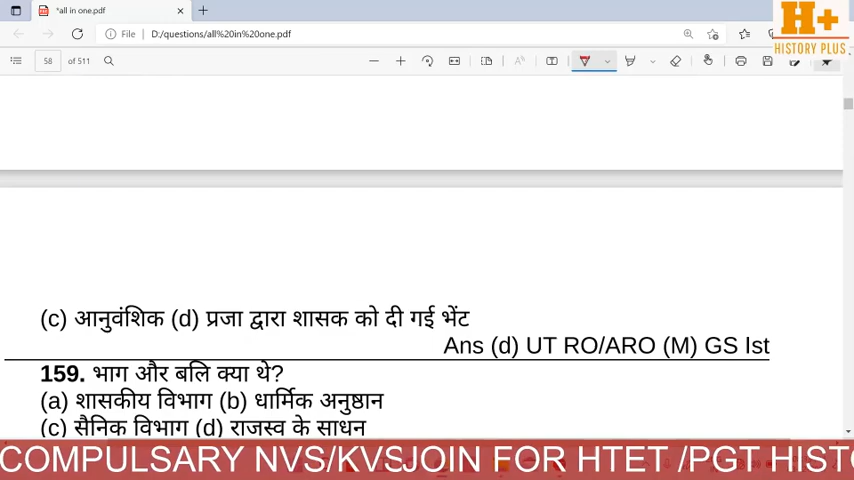 *all in one.pdf
File
D:/questions/all%20in%20one.pdf
H+
HISTORY PLUS
58
of 511
(c) आनुवंशिक (d) प्रजा द्वारा शासक को दी गई भेंट
Ans (d) UT RO/ARO (M) GS Ist
159. भाग और बलि क्या थे?
(a) शासकीय विभाग (b) धार्मिक अनुष्ठान
(c) सैनिक विभाग (d) राजस्व के साधन
COMPULSARY NVS/KVSJOIN FOR HTET /PGT HISTO